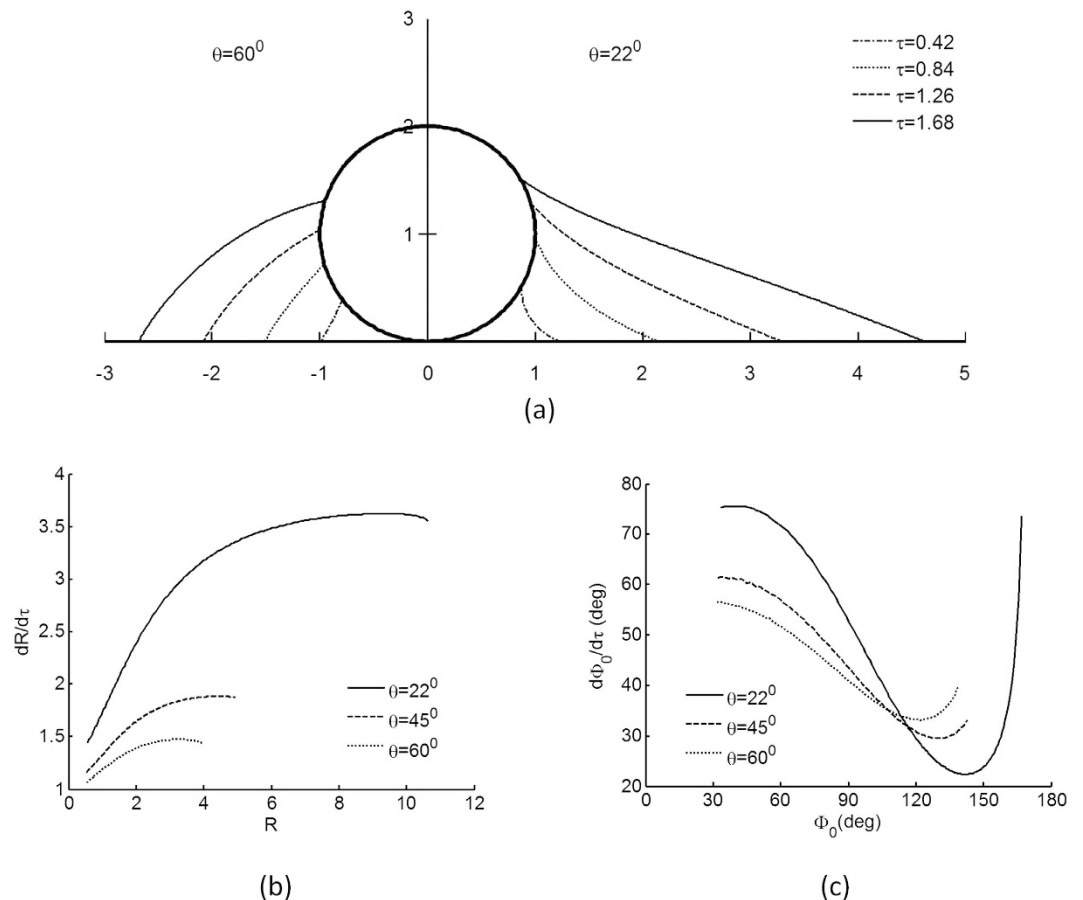 3
θ=60⁰
θ=22⁰
τ=0.42
τ=0.84
τ=1.26
τ=1.68
2
1
-3 -2 -1 0 1 2 3 4 5
(a)
4
3.5
3
2.5
2
1.5
1
dR/dτ
θ=22⁰
θ=45⁰
θ=60⁰
0 2 4 6 8 10 12
R
(b)
80
70
60
50
40
30
20
dΦ₀/dτ (deg)
θ=22⁰
θ=45⁰
θ=60⁰
0 30 60 90 120 150 180
Φ₀(deg)
(c)